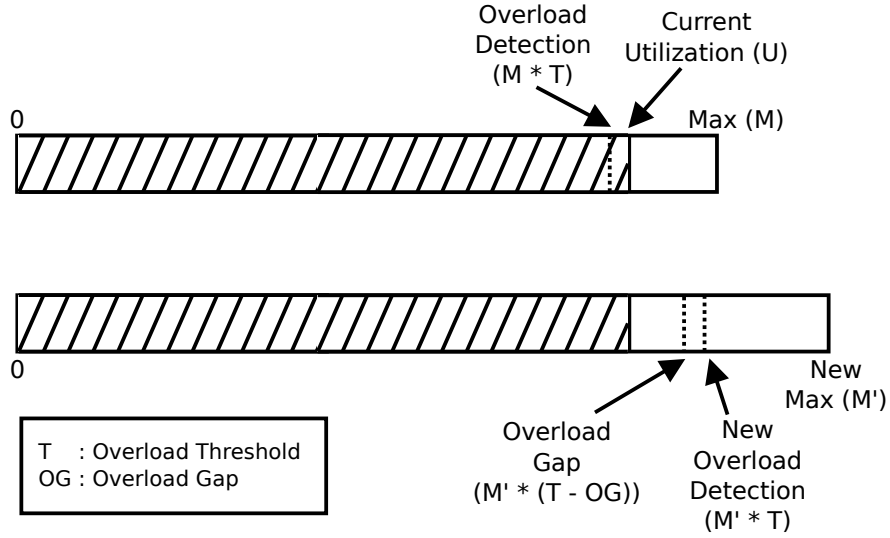 Overload
Detection
(M * T)
Current
Utilization (U)
0
Max (M)
0
New
Max (M')
Overload
Gap
(M' * (T - OG))
New
Overload
Detection
(M' * T)
T : Overload Threshold
OG : Overload Gap